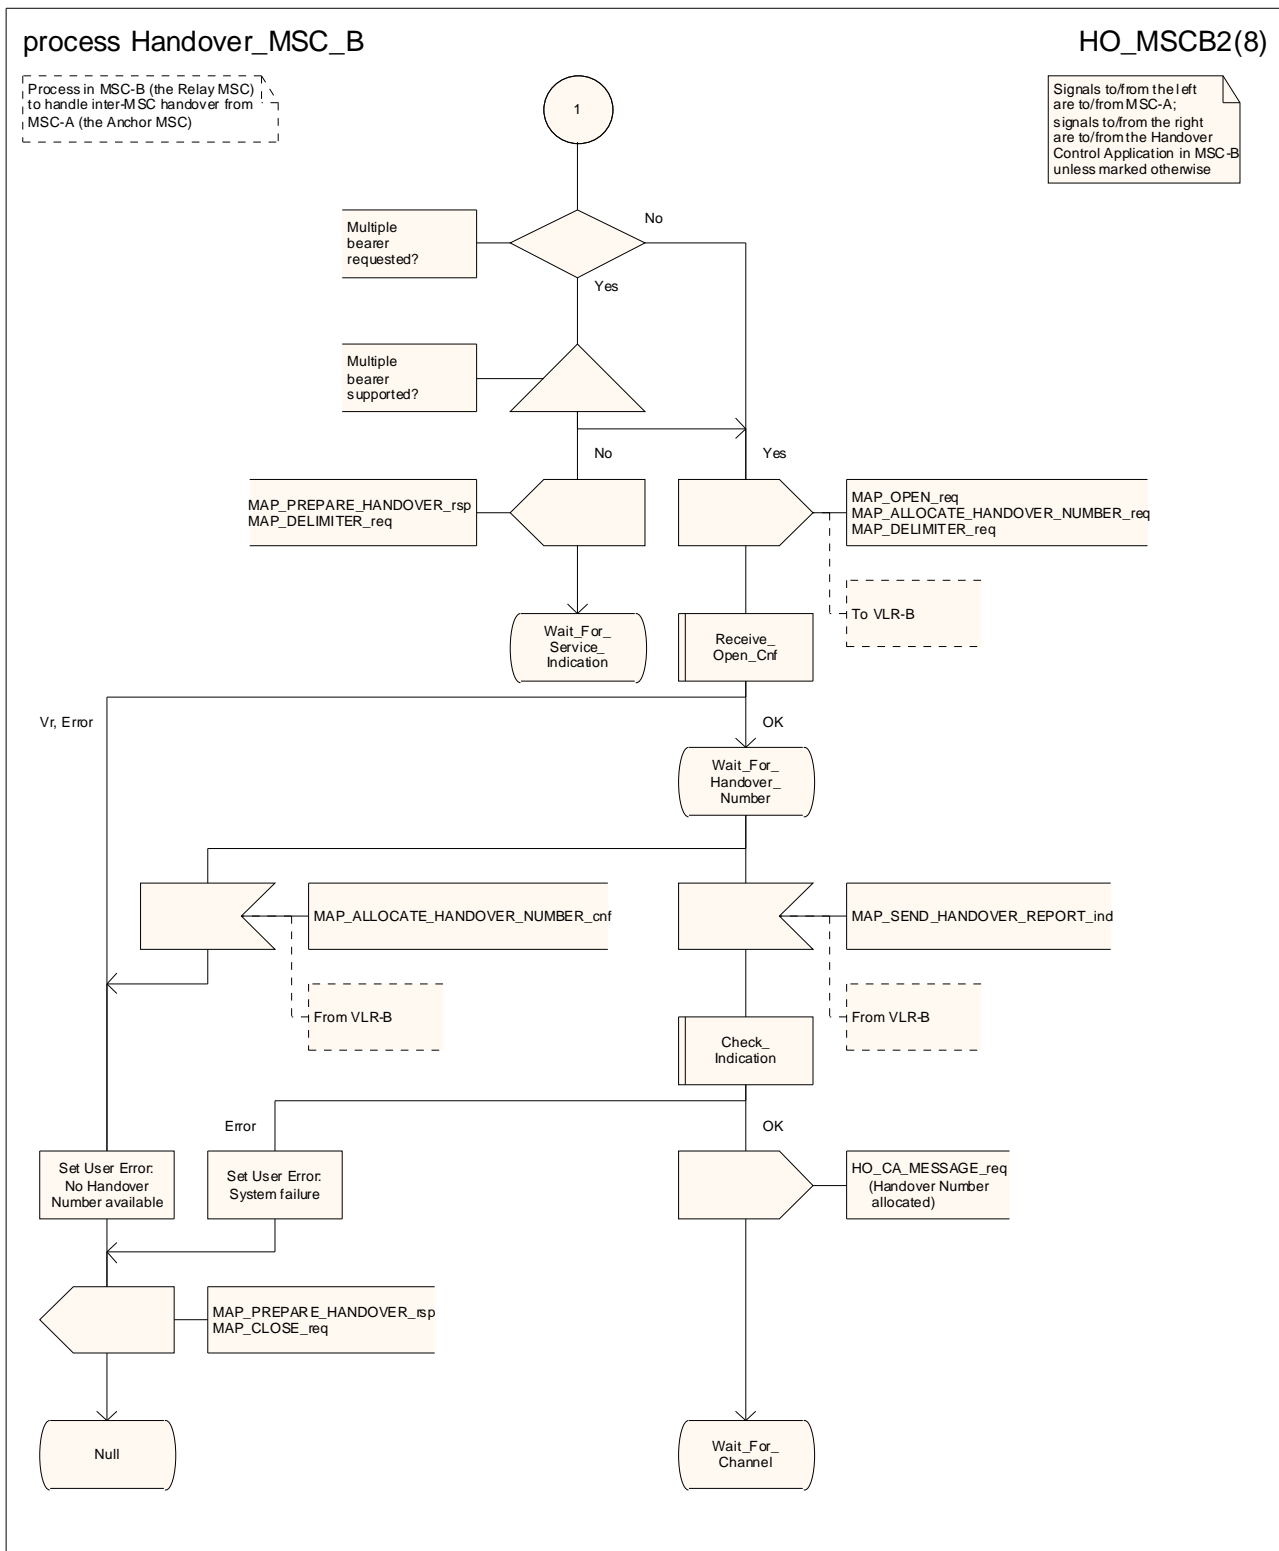 process Handover_MSC_B
HO_MSCB2(8)
Process in MSC-B (the Relay MSC)
to handle inter-MSC handover from
MSC-A (the Anchor MSC)
Signals to/from the left
are to/from MSC-A;
signals to/from the right
are to/from the Handover
Control Application in MSC-B
unless marked otherwise
1
No
Multiple
bearer
requested?
Yes
Multiple
bearer
supported?
No
Yes
MAP_PREPARE_HANDOVER_rsp
MAP_DELIMITER_req
MAP_OPEN_req
MAP_ALLOCATE_HANDOVER_NUMBER_req
MAP_DELIMITER_req
To VLR-B
Wait_For_
Service_
Indication
Receive_
Open_Cnf
Vr, Error
OK
Wait_For_
Handover_
Number
MAP_ALLOCATE_HANDOVER_NUMBER_cnf
MAP_SEND_HANDOVER_REPORT_ind
From VLR-B
From VLR-B
Check_
Indication
Error
OK
Set User Error:
No Handover
Number available
Set User Error:
System failure
HO_CA_MESSAGE_req
(Handover Number
allocated)
MAP_PREPARE_HANDOVER_rsp
MAP_CLOSE_req
Null
Wait_For_
Channel